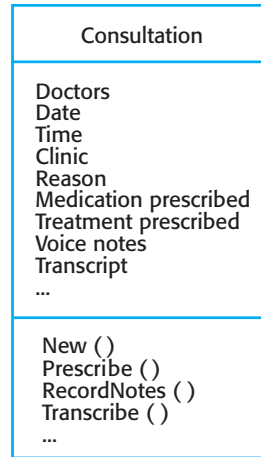 Consultation
Doctors
Date
Time
Clinic
Reason
Medication prescribed
Treatment prescribed
Voice notes
Transcript
...
New ( )
Prescribe ( )
RecordNotes ( )
Transcribe ( )
...